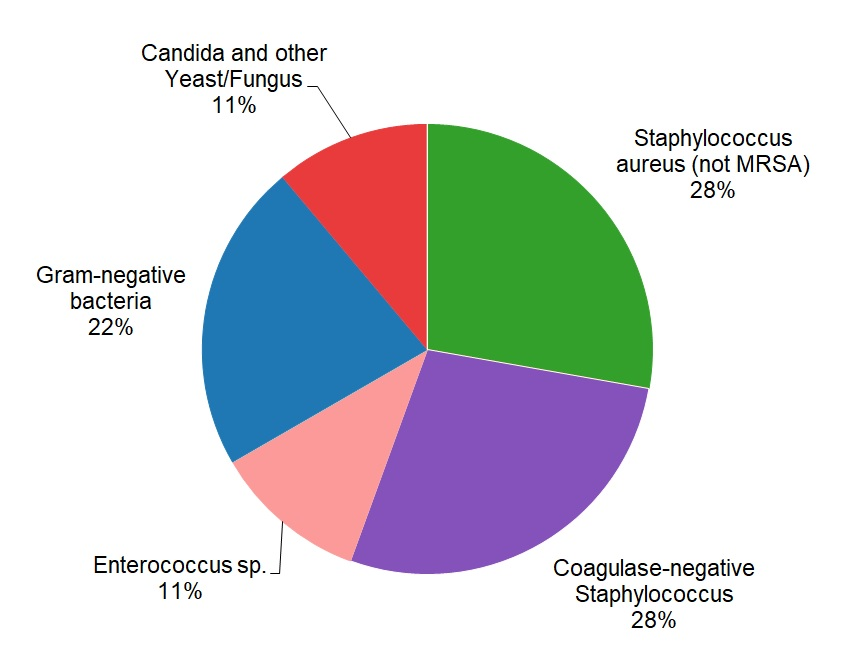 Candida and other
Yeast/Fungus
11%
Staphylococcus
aureus (not MRSA)
28%
Gram-negative
bacteria
22%
Enterococcus sp.
11%
Coagulase-negative
Staphylococcus
28%